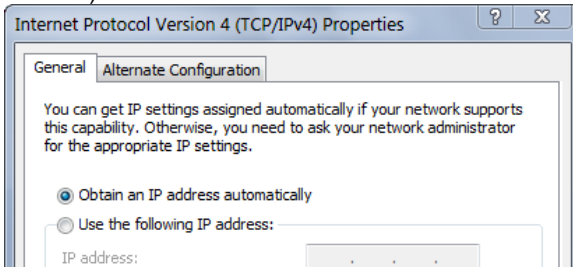 Internet Protocol Version 4 (TCP/IPv4) Properties
General Alternate Configuration
You can get IP settings assigned automatically if your network supports
this capability. Otherwise, you need to ask your network administrator
for the appropriate IP settings.
Obtain an IP address automatically
Use the following IP address:
IP address: